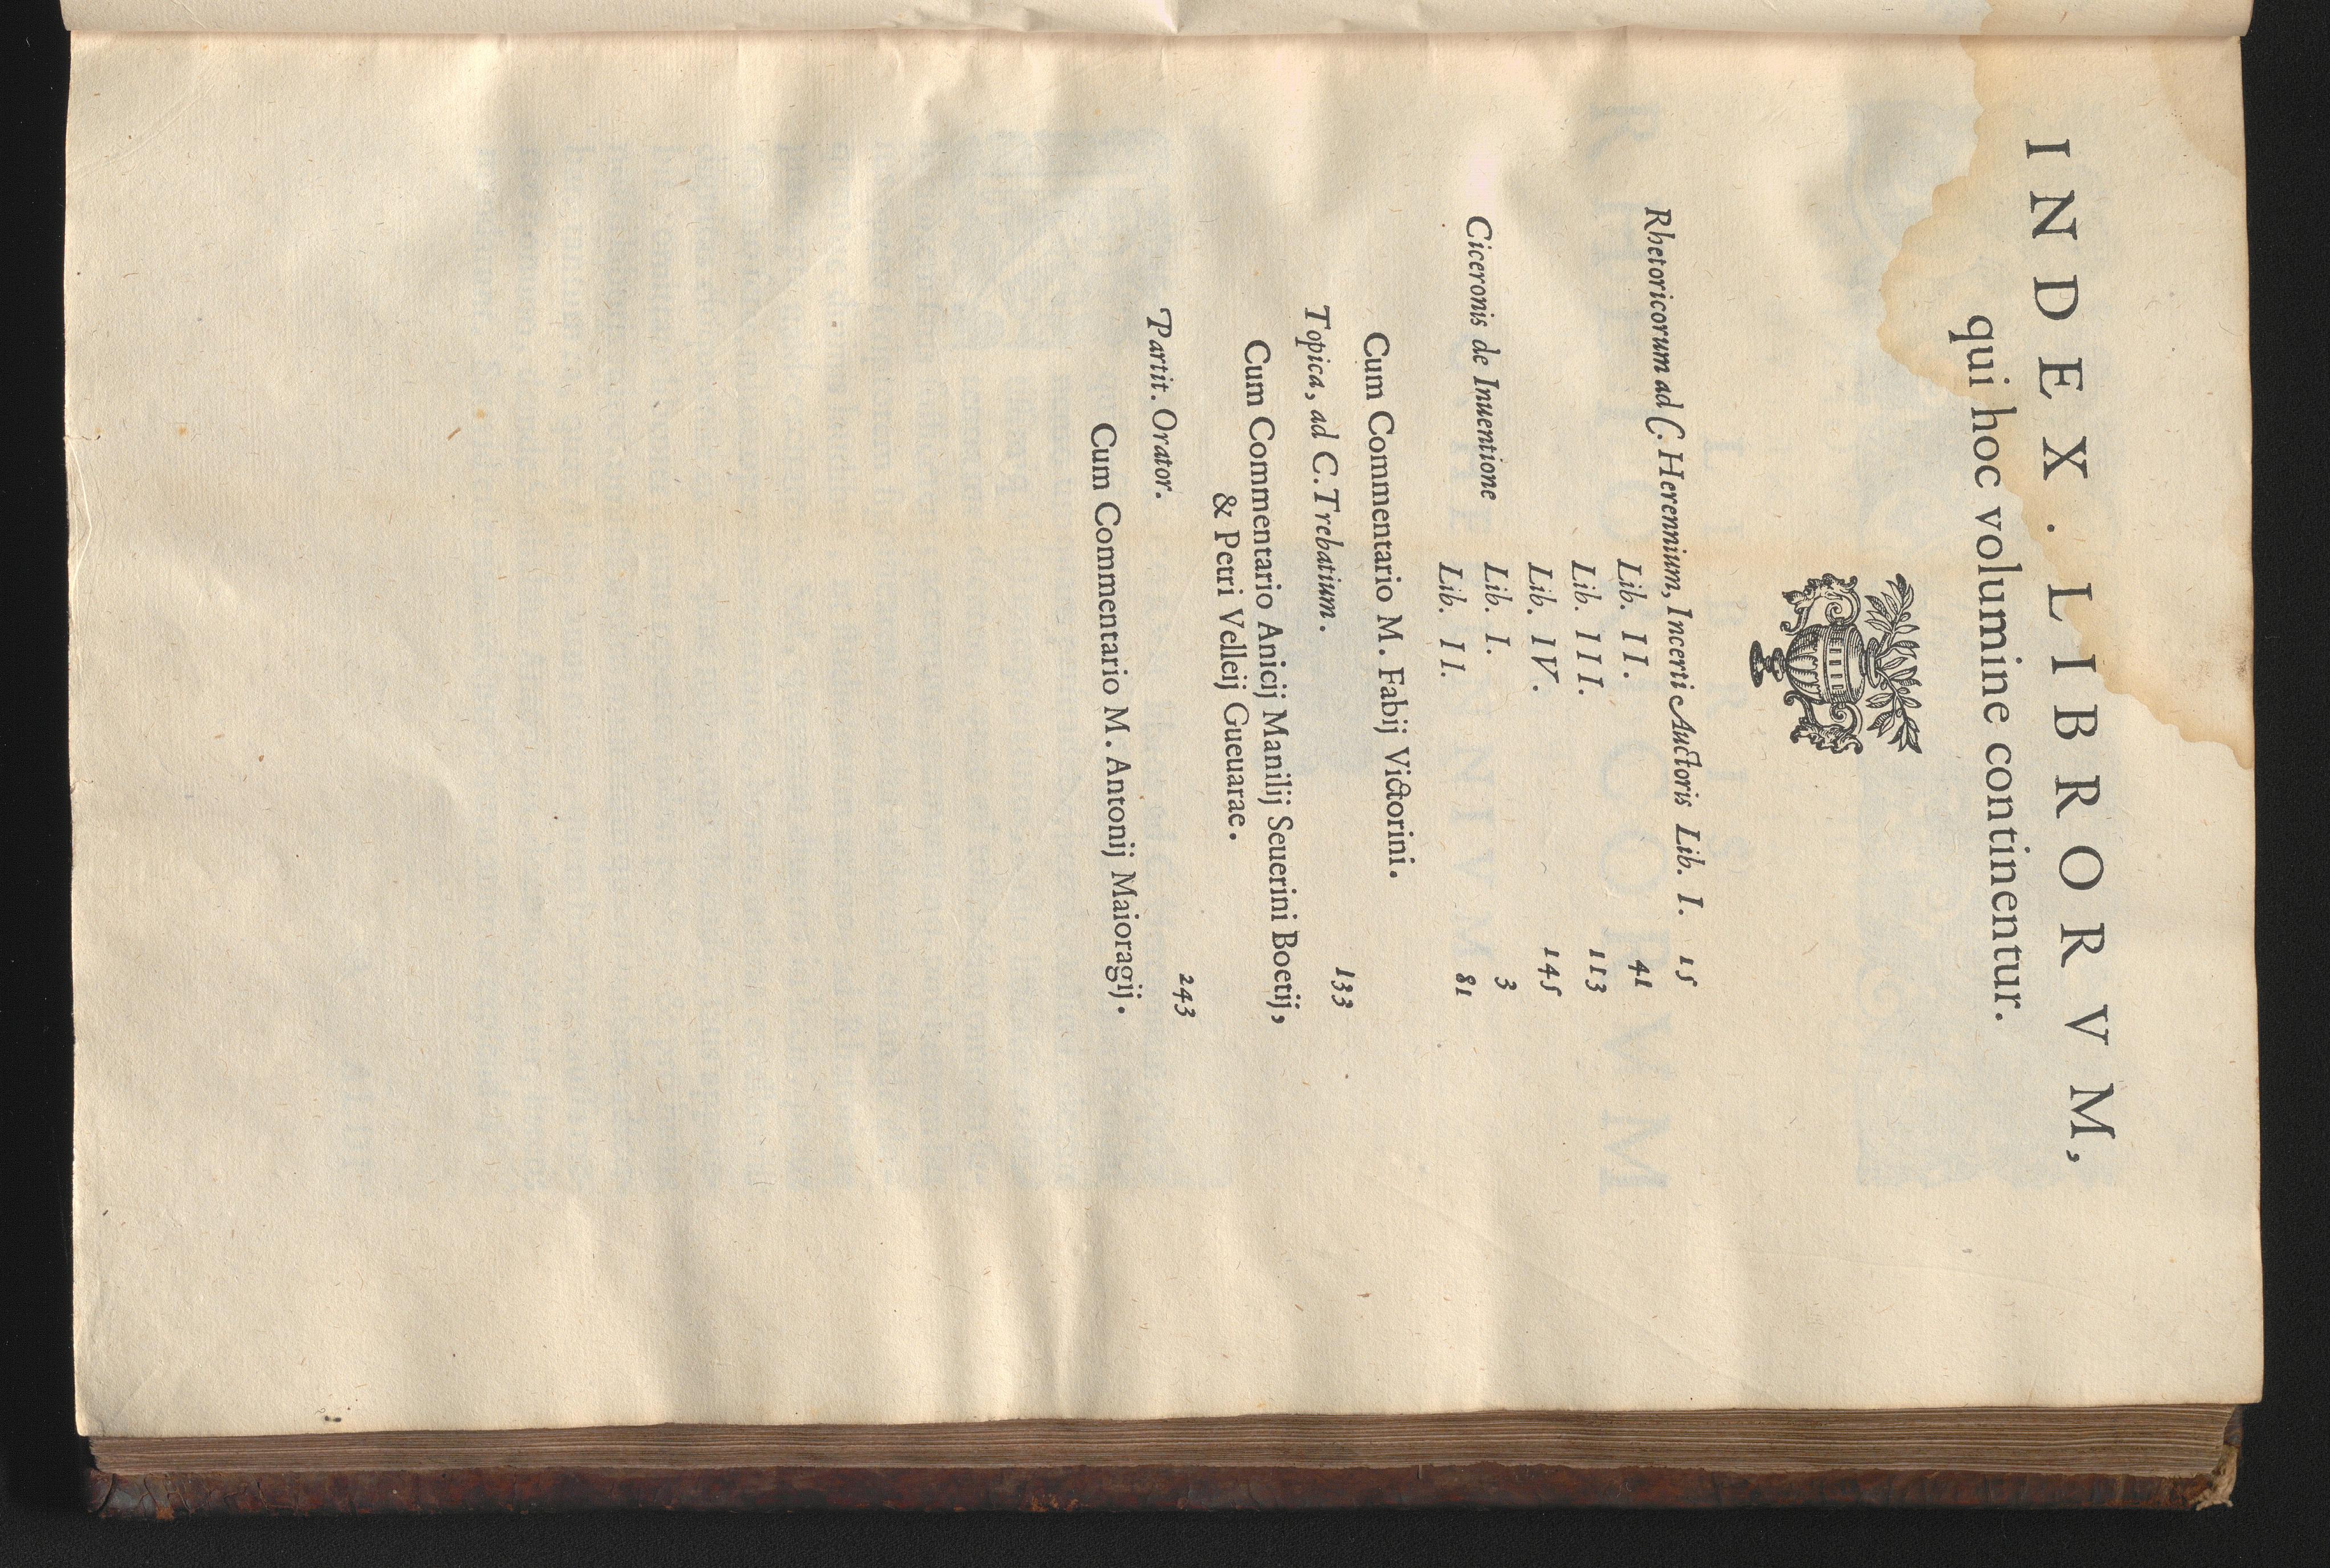 INDEX. LIBRORVM,
qui hoc volumine continentur.
Rhetoricorum ad C. Herennium, Incerti Auctoris Lib. I. 15
Lib. II. 41
Lib. III. 113
Lib. IV. 145
Ciceronis de Inuentione Lib. I. 3
Lib. II. 81
Cum Commentario M. Fabij Victorini.
Topica, ad C. Trebatium. 133
Cum Commentario Anicij Manilij Seuerini Boetij,
& Petri Velleij Gueuarae.
Partit. Orator. 243
Cum Commentario M. Antonij Maioragij.